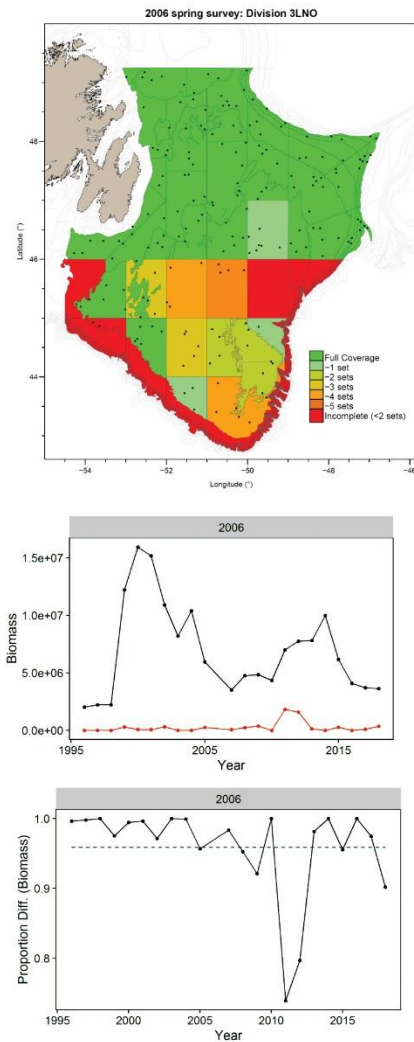 2006 spring survey: Division 3LNO
Latitude (°)
48
46
44
Full Coverage
−1 set
−2 sets
−3 sets
−4 sets
−5 sets
Incomplete (<2 sets)
−54
−52
−50
−48
−46
Longitude (°)
2006
Biomass
1.5e+07
1.0e+07
5.0e+06
0.0e+00
1995
2005
2015
Year
2006
Proportion Diff. (Biomass)
1.0
0.9
0.8
1995
2000
2005
2010
2015
Year